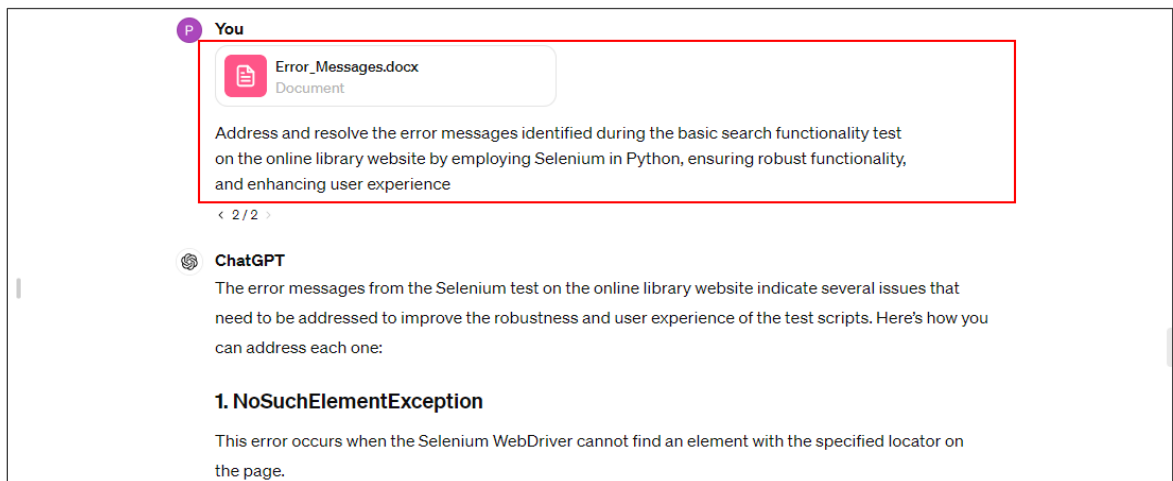 P You
Error_Messages.docx
Document
Address and resolve the error messages identified during the basic search functionality test
on the online library website by employing Selenium in Python, ensuring robust functionality,
and enhancing user experience
< 2 / 2 >
ChatGPT
The error messages from the Selenium test on the online library website indicate several issues that
need to be addressed to improve the robustness and user experience of the test scripts. Here's how you
can address each one:
1. NoSuchElementException
This error occurs when the Selenium WebDriver cannot find an element with the specified locator on
the page.